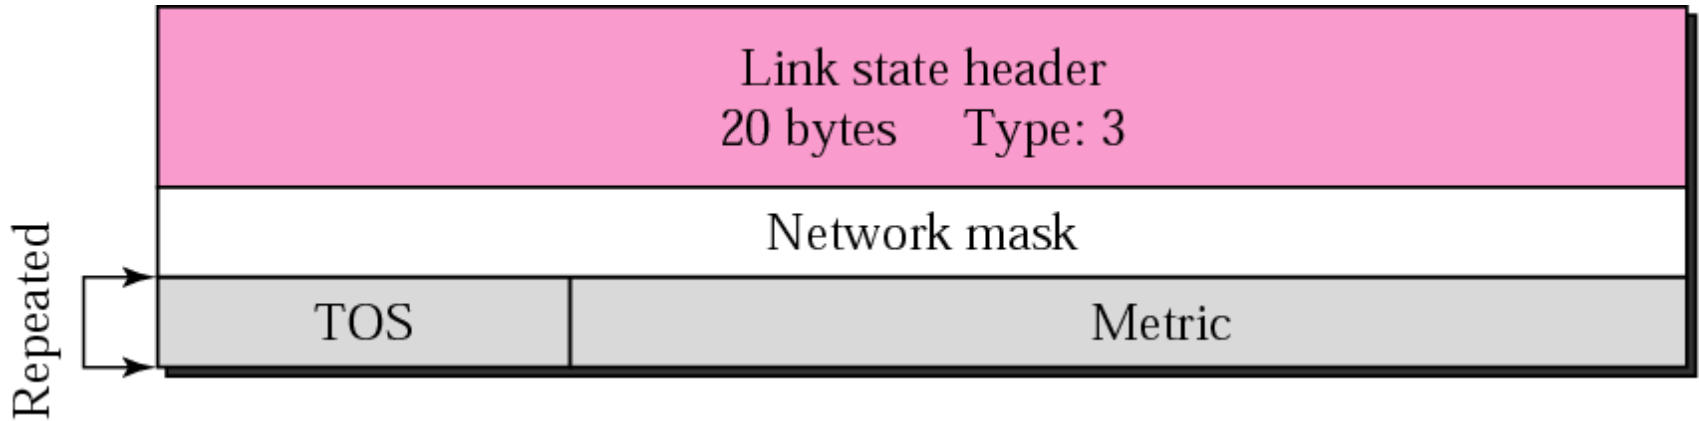 Link state header
20 bytes Type: 3
Network mask
Repeated
TOS Metric